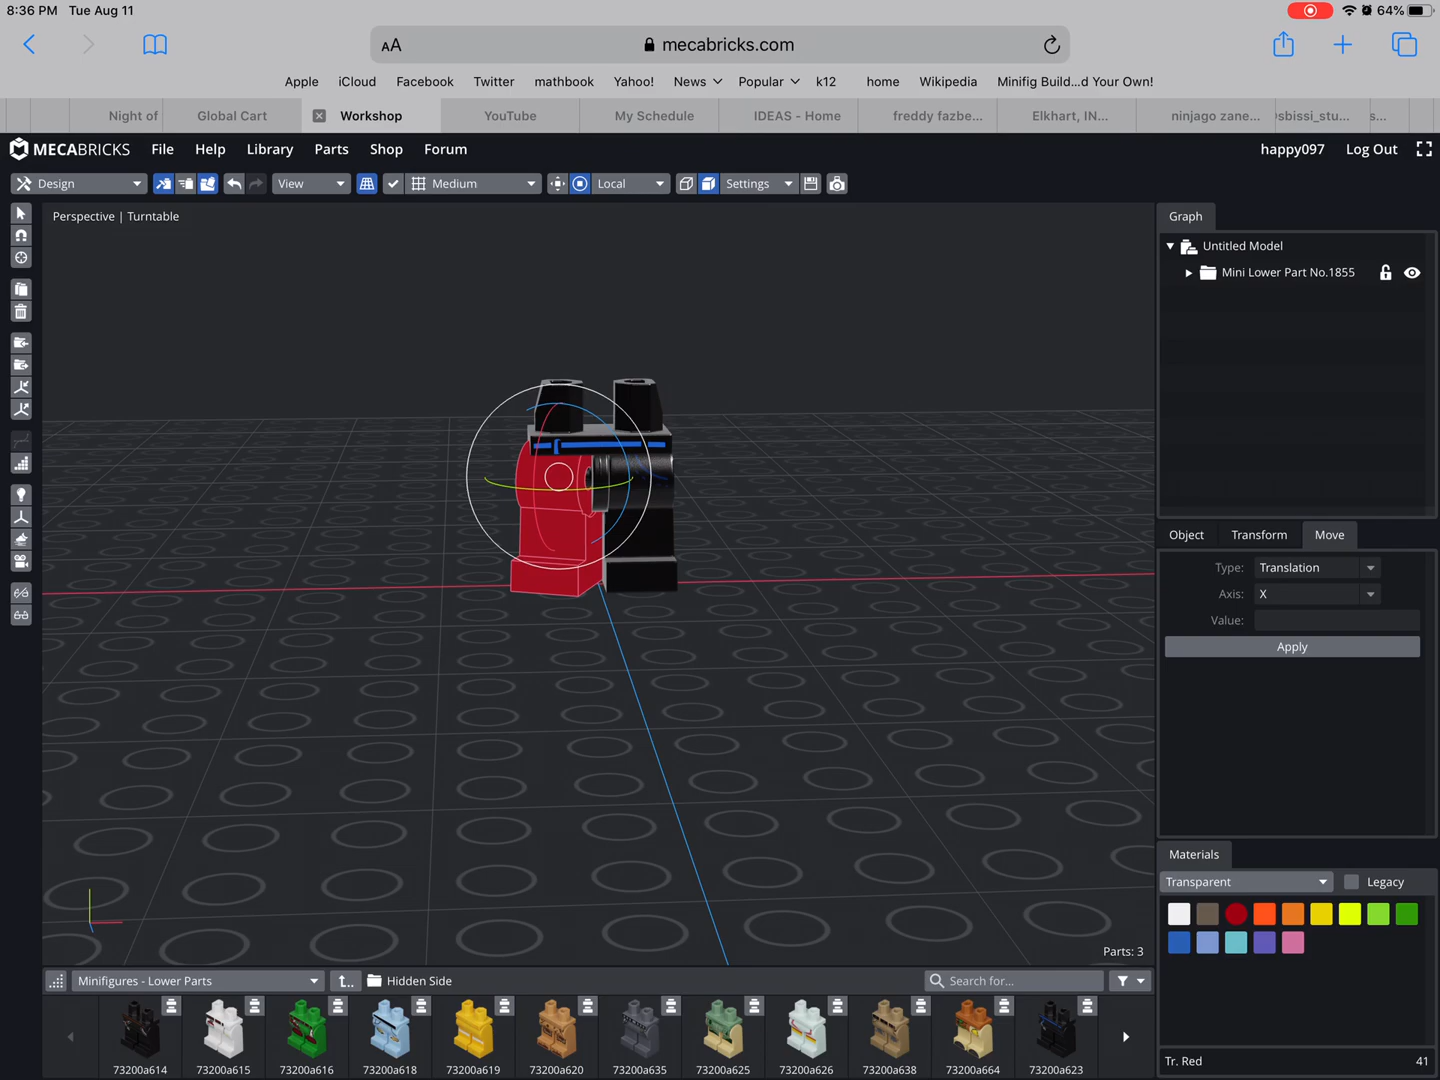 8:36 PM Tue Aug 11
64%
AA mecabricks.com
Apple iCloud Facebook Twitter mathbook Yahoo! News Popular k12 home Wikipedia Minifig Build...d Your Own!
Night of Global Cart Workshop YouTube My Schedule IDEAS - Home freddy fazbe... Elkhart, IN... ninjago zane... sbissi_stu... s...
MECABRICKS File Help Library Parts Shop Forum happy097 Log Out
Design View Medium Local Settings
Perspective | Turntable
Graph
Untitled Model
Mini Lower Part No.1855
Object Transform Move
Type: Translation
Axis: X
Value:
Apply
Materials
Transparent Legacy
Parts: 3
Minifigures - Lower Parts Hidden Side Search for...
73200a614 73200a615 73200a616 73200a618 73200a619 73200a620 73200a635 73200a625 73200a626 73200a638 73200a664 73200a623
Tr. Red 41